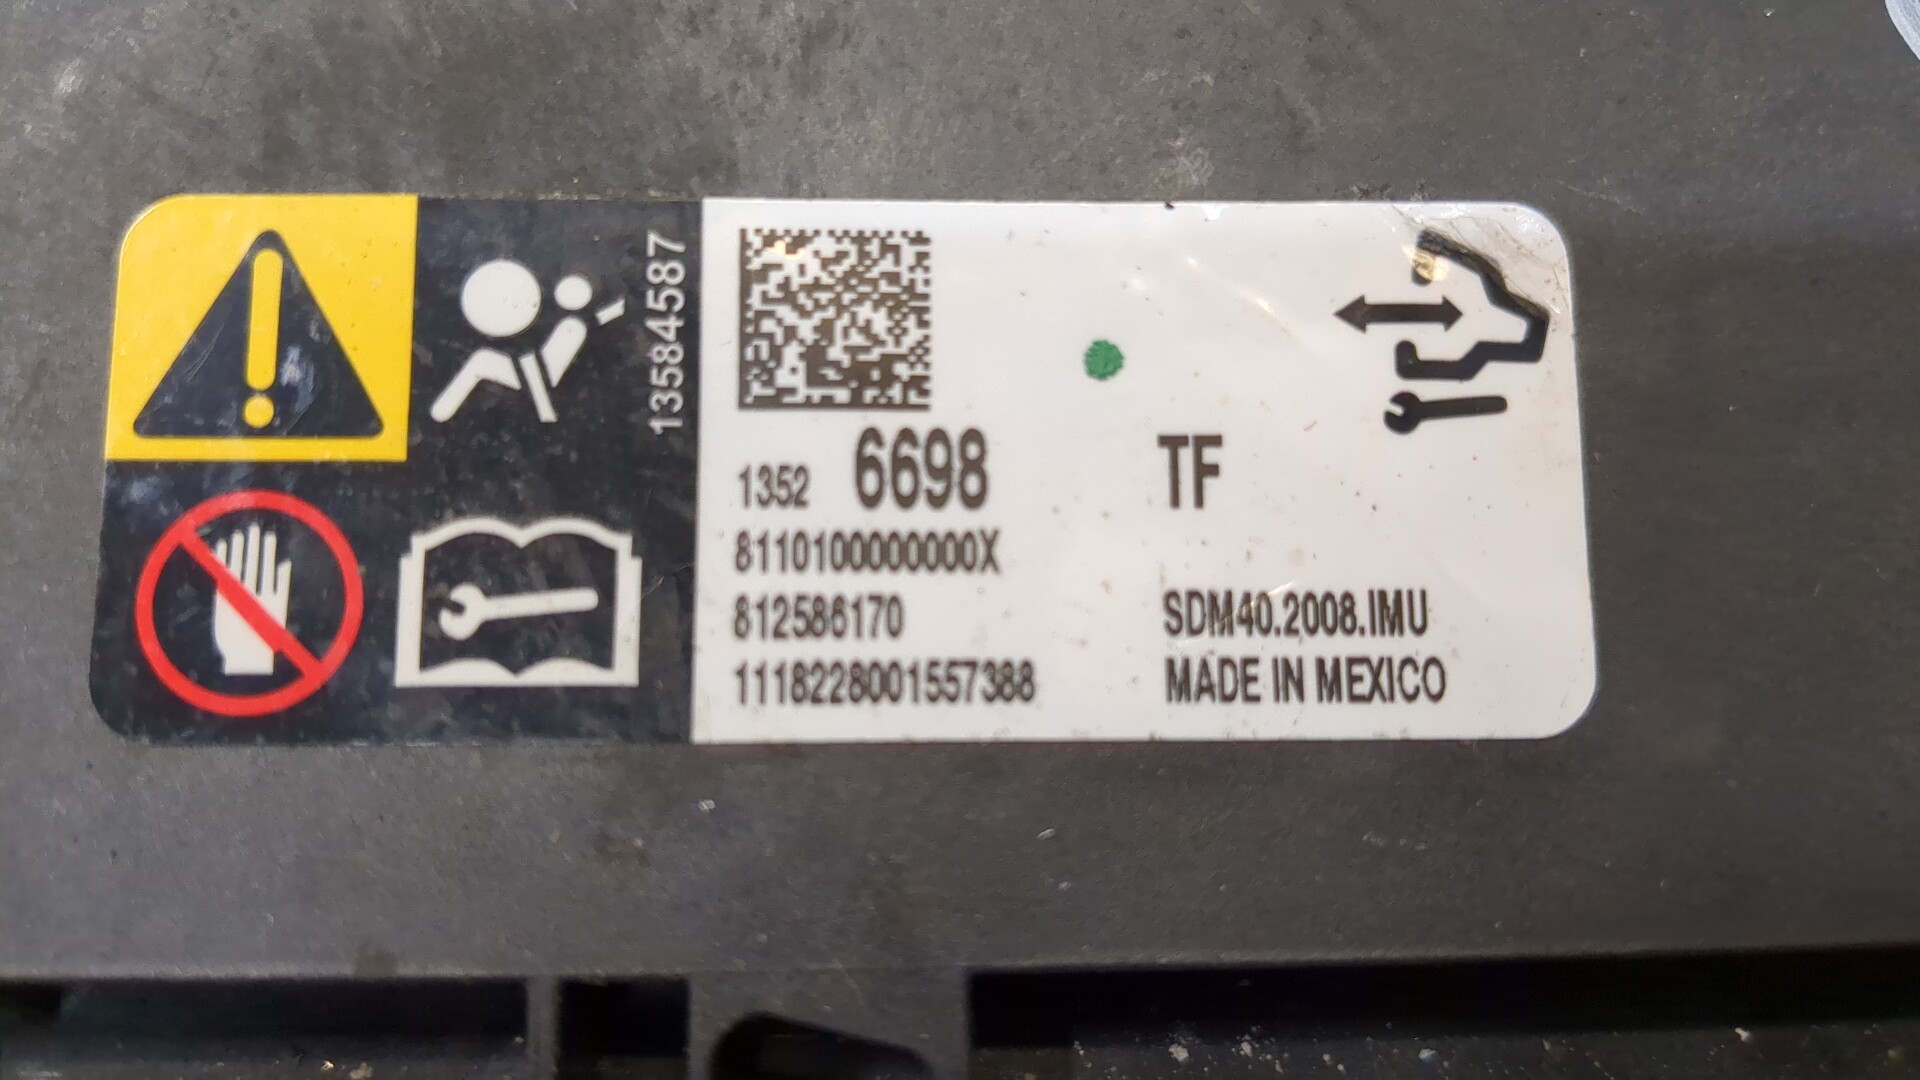 13584587
1352 6698 TF
8110100000000X
812586170 SDM40.2008.IMU
1118228001557388 MADE IN MEXICO